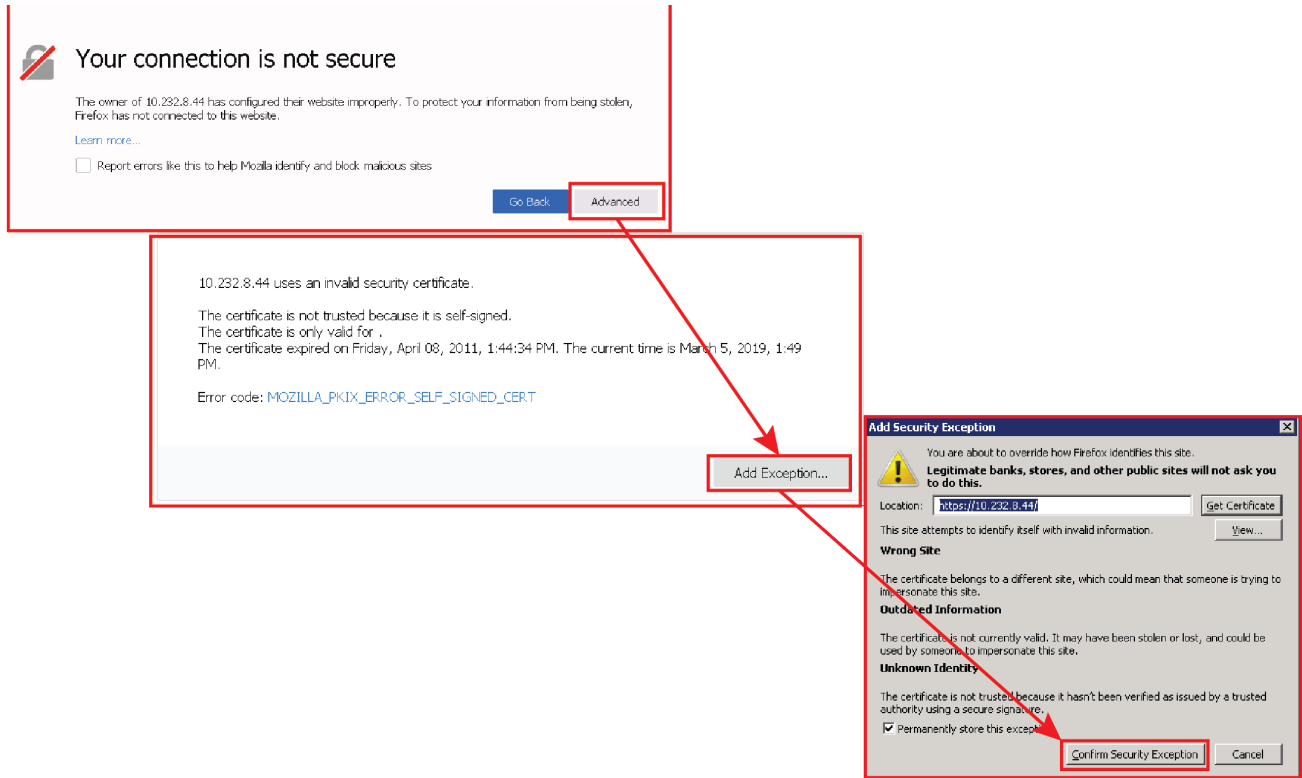 Your connection is not secure
The owner of 10.232.8.44 has configured their website improperly. To protect your information from being stolen,
Firefox has not connected to this website.
Learn more...
Report errors like this to help Mozilla identify and block malicious sites
Go Back
Advanced
10.232.8.44 uses an invalid security certificate.
The certificate is not trusted because it is self-signed.
The certificate is only valid for .
The certificate expired on Friday, April 08, 2011, 1:44:34 PM. The current time is March 5, 2019, 1:49
PM.
Error code: MOZILLA_PKIX_ERROR_SELF_SIGNED_CERT
Add Exception...
Add Security Exception
You are about to override how Firefox identifies this site.
Legitimate banks, stores, and other public sites will not ask you
to do this.
Location: https://10.232.8.44/ Get Certificate
This site attempts to identify itself with invalid information. View...
Wrong Site
The certificate belongs to a different site, which could mean that someone is trying to
impersonate this site.
Outdated Information
The certificate is not currently valid. It may have been stolen or lost, and could be
used by someone to impersonate this site.
Unknown Identity
The certificate is not trusted because it hasn't been verified as issued by a trusted
authority using a secure signature.
Permanently store this exception
Confirm Security Exception
Cancel